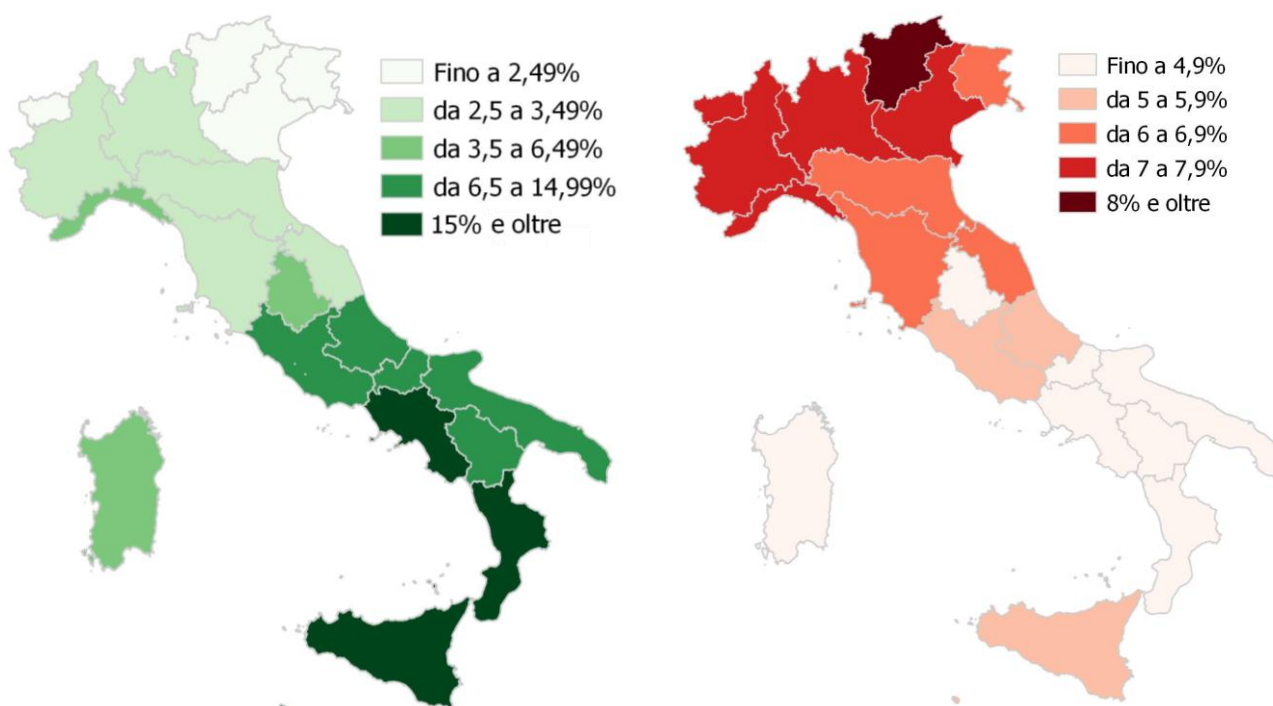 Fino a 2,49%
da 2,5 a 3,49%
da 3,5 a 6,49%
da 6,5 a 14,99%
15% e oltre
Fino a 4,9%
da 5 a 5,9%
da 6 a 6,9%
da 7 a 7,9%
8% e oltre